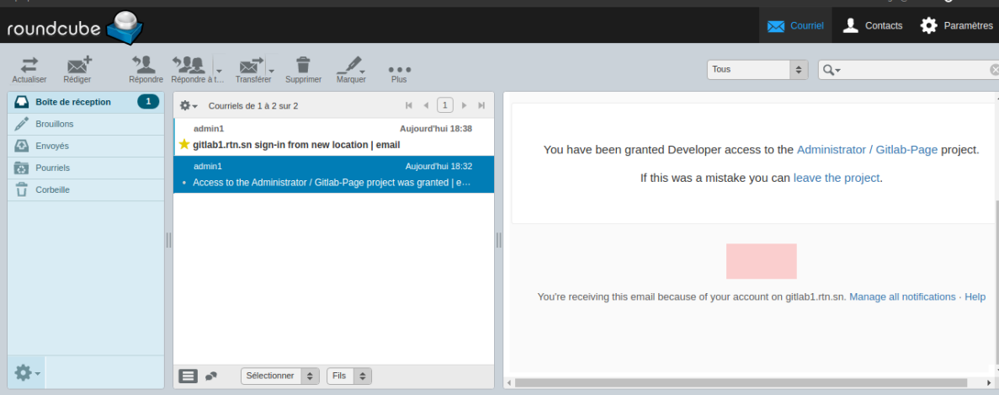 roundcube
Courriel
Contacts
Paramètres
Actualiser
Rédiger
Répondre
Répondre à t…
Transférer
Supprimer
Marquer
Plus
Tous
Boîte de réception 1
Brouillons
Envoyés
Pourriels
Corbeille
Courriels de 1 à 2 sur 2
1
admin1 Aujourd'hui 18:38
gitlab1.rtn.sn sign-in from new location | email
admin1 Aujourd'hui 18:32
• Access to the Administrator / Gitlab-Page project was granted | e…
Sélectionner
Fils
You have been granted Developer access to the Administrator / Gitlab-Page project.
If this was a mistake you can leave the project.
You're receiving this email because of your account on gitlab1.rtn.sn. Manage all notifications · Help